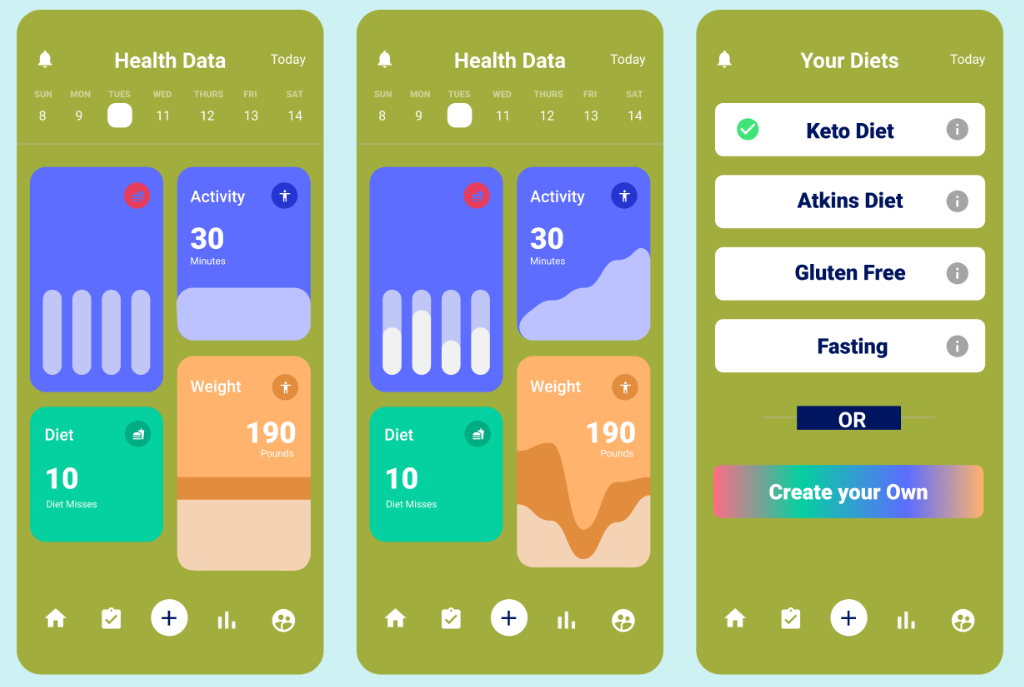 Health Data
Today
SUN MON TUES WED THURS FRI SAT
8 9 11 12 13 14
Activity
30
Minutes
Weight
190
Pounds
Diet
10
Diet Misses
Health Data
Today
SUN MON TUES WED THURS FRI SAT
8 9 11 12 13 14
Activity
30
Minutes
Weight
190
Pounds
Diet
10
Diet Misses
Your Diets
Today
Keto Diet
Atkins Diet
Gluten Free
Fasting
OR
Create your Own